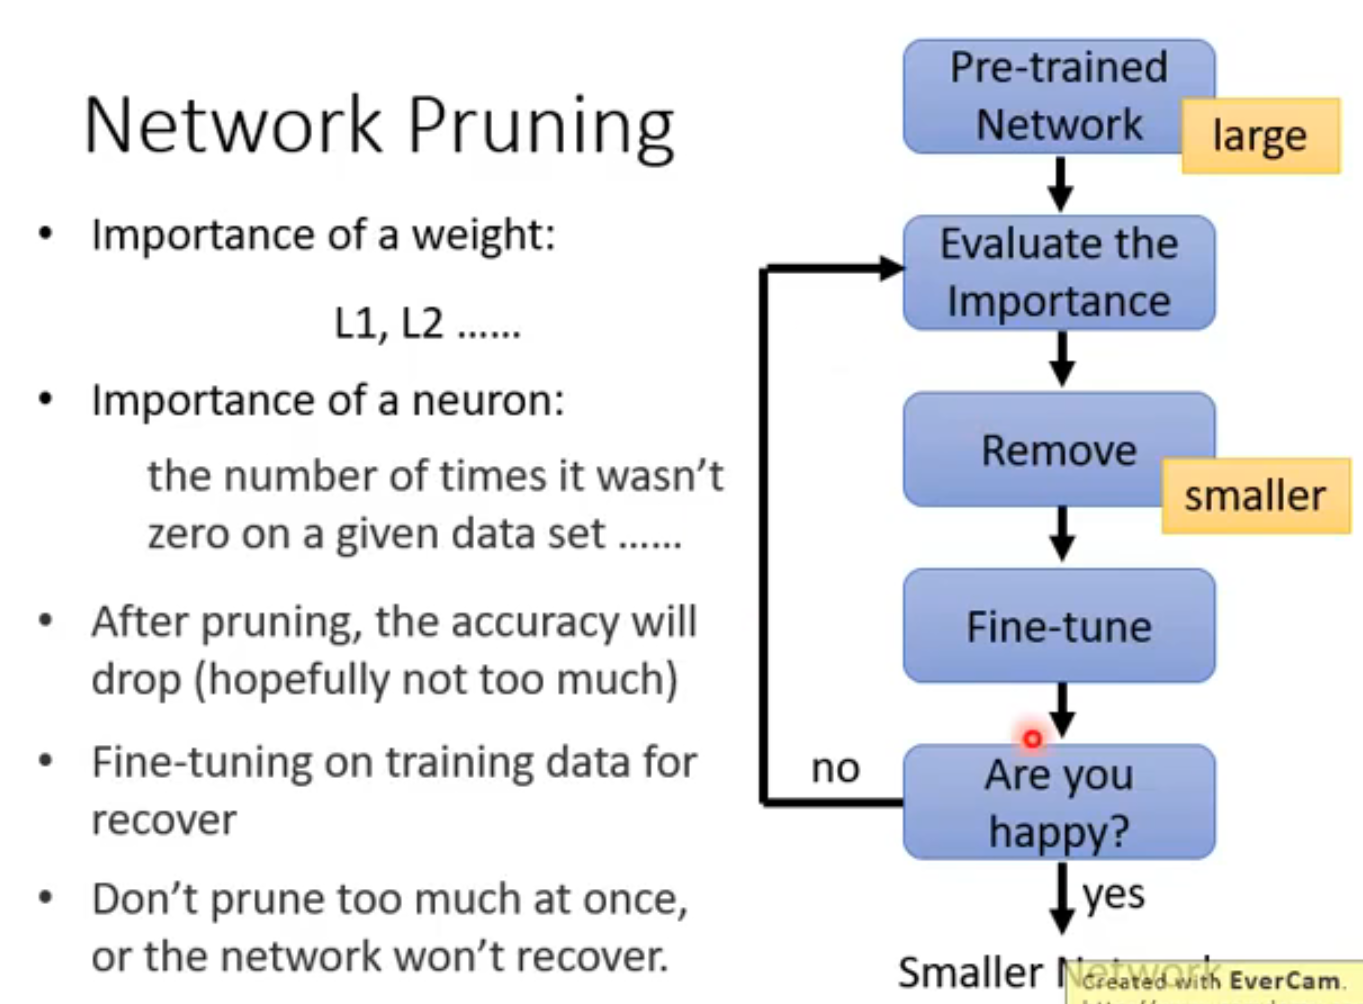 Network Pruning
• Importance of a weight:
L1, L2 ......
• Importance of a neuron:
the number of times it wasn't
zero on a given data set ......
• After pruning, the accuracy will
drop (hopefully not too much)
• Fine-tuning on training data for
recover
• Don't prune too much at once,
or the network won't recover.
Pre-trained
Network
large
Evaluate the
Importance
Remove
smaller
Fine-tune
Are you
happy?
no
yes
Smaller Network
Created with EverCam.